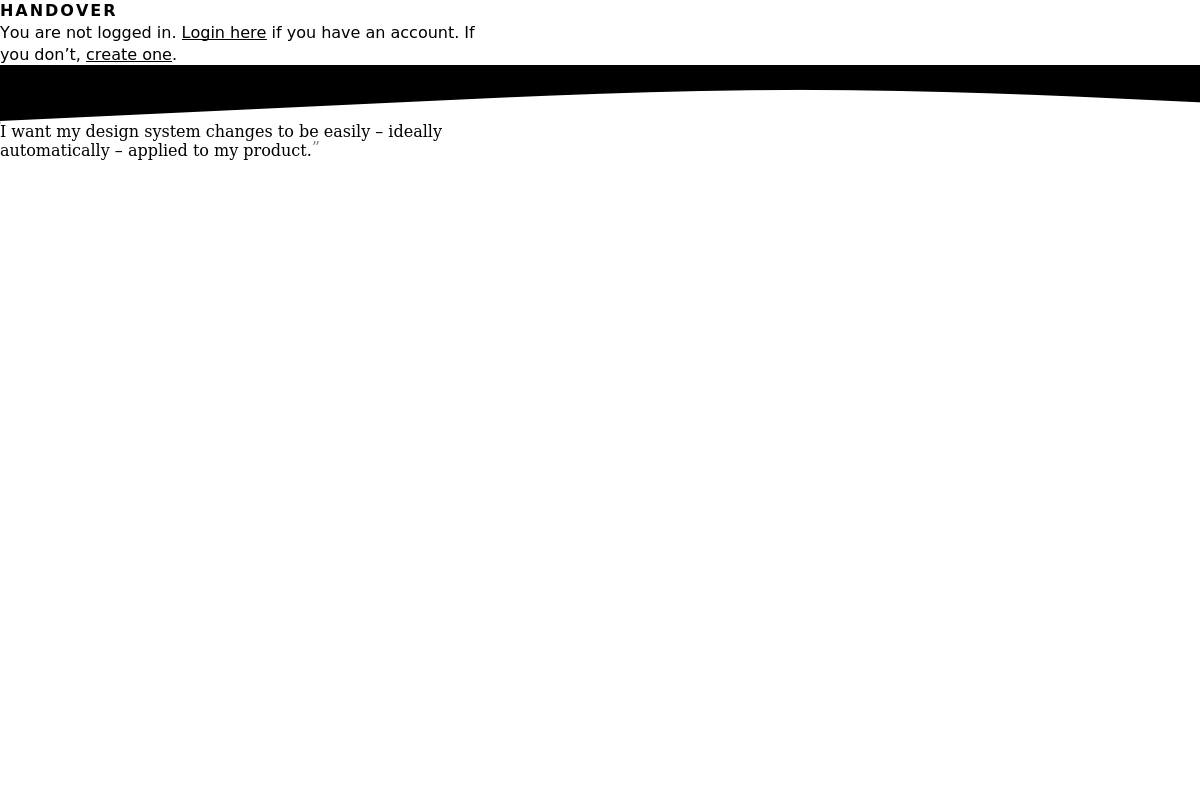 HANDOVER
You are not logged in. Login here if you have an account. If
you don’t, create one.
I want my design system changes to be easily – ideally
automatically – applied to my product.”